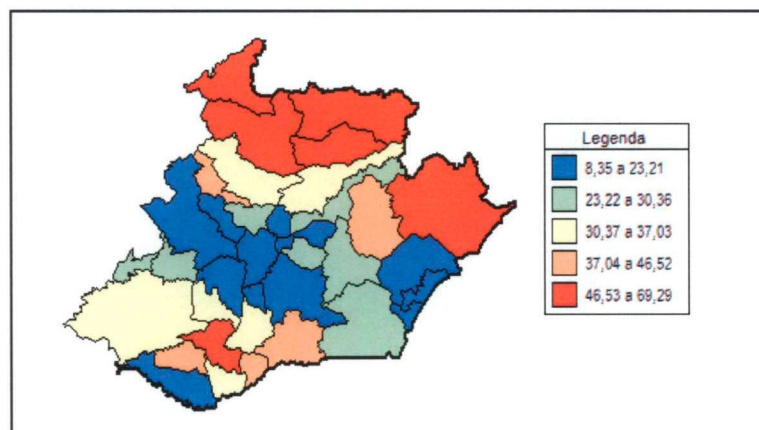 Legenda
8,35 a 23,21
23,22 a 30,36
30,37 a 37,03
37,04 a 46,52
46,53 a 69,29